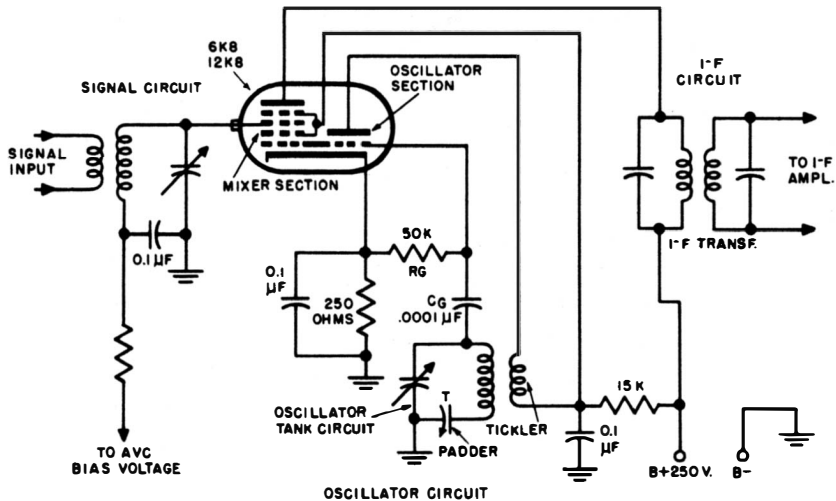 6K8
12K8
SIGNAL CIRCUIT
OSCILLATOR
SECTION
I-F
CIRCUIT
SIGNAL
INPUT
MIXER SECTION
TO I-F
AMPL.
0.1 µF
I-F TRANSF.
50K
RG
0.1
µF
250
OHMS
CG
.0001 µF
15K
T
OSCILLATOR
TANK CIRCUIT
PADDER
TICKLER
0.1
µF
TO AVC
BIAS VOLTAGE
B+250 V.
B-
OSCILLATOR CIRCUIT